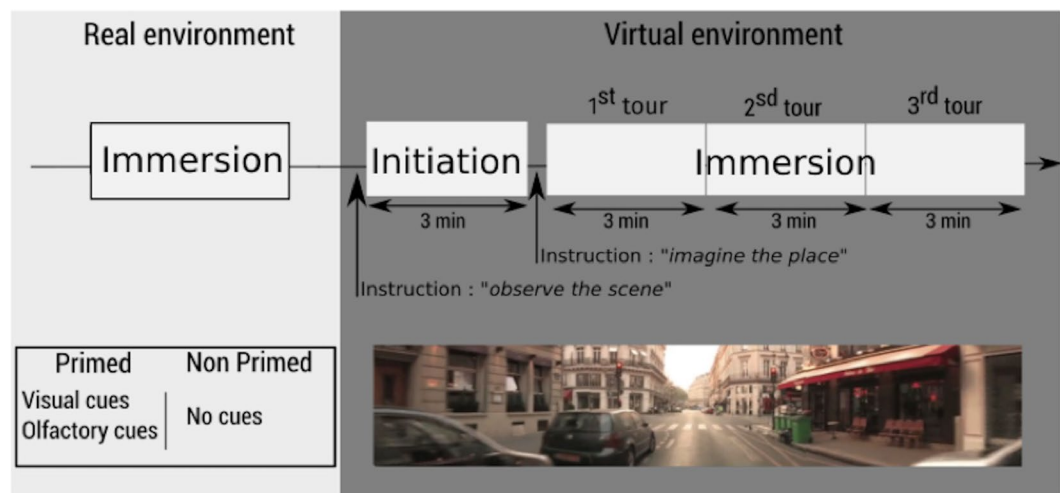 Real environment
Virtual environment
1st tour
2sd tour
3rd tour
Immersion
Initiation
Immersion
3 min
3 min
3 min
3 min
Instruction : "imagine the place"
Instruction : "observe the scene"
Primed
Non Primed
Visual cues
Olfactory cues
No cues